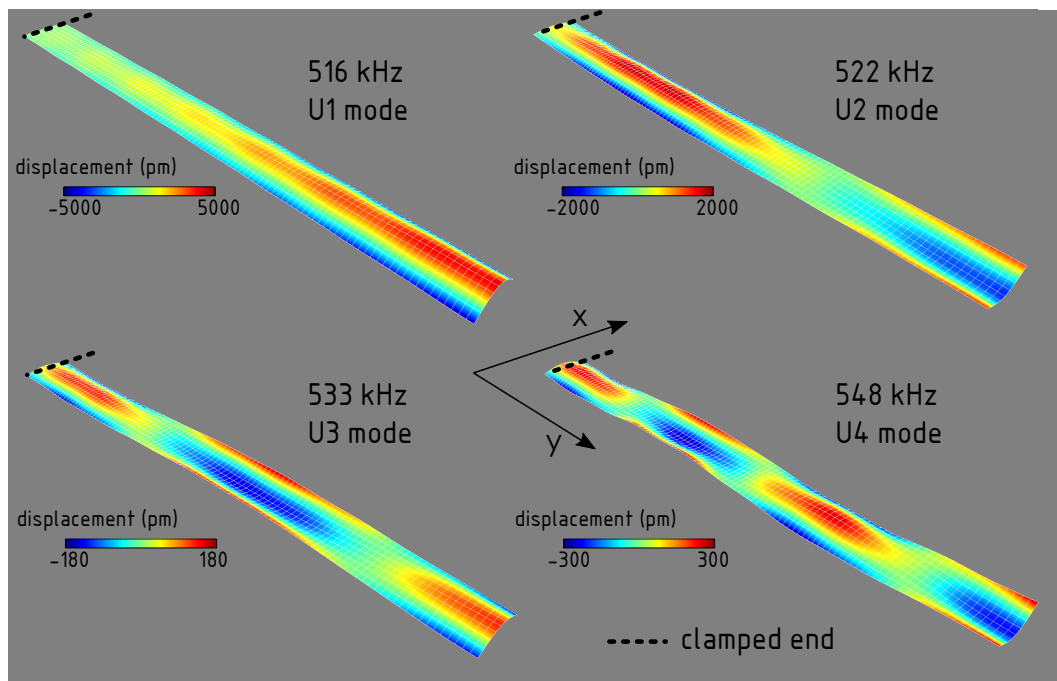 516 kHz
U1 mode
displacement (pm)
-5000 5000
522 kHz
U2 mode
displacement (pm)
-2000 2000
x
y
533 kHz
U3 mode
displacement (pm)
-180 180
548 kHz
U4 mode
displacement (pm)
-300 300
clamped end